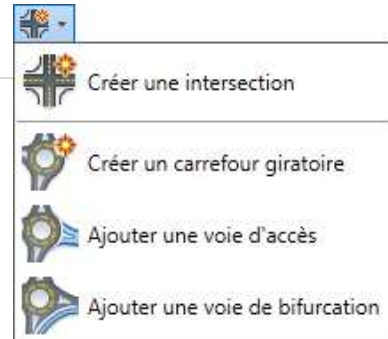 Créer une intersection
Créer un carrefour giratoire
Ajouter une voie d'accès
Ajouter une voie de bifurcation